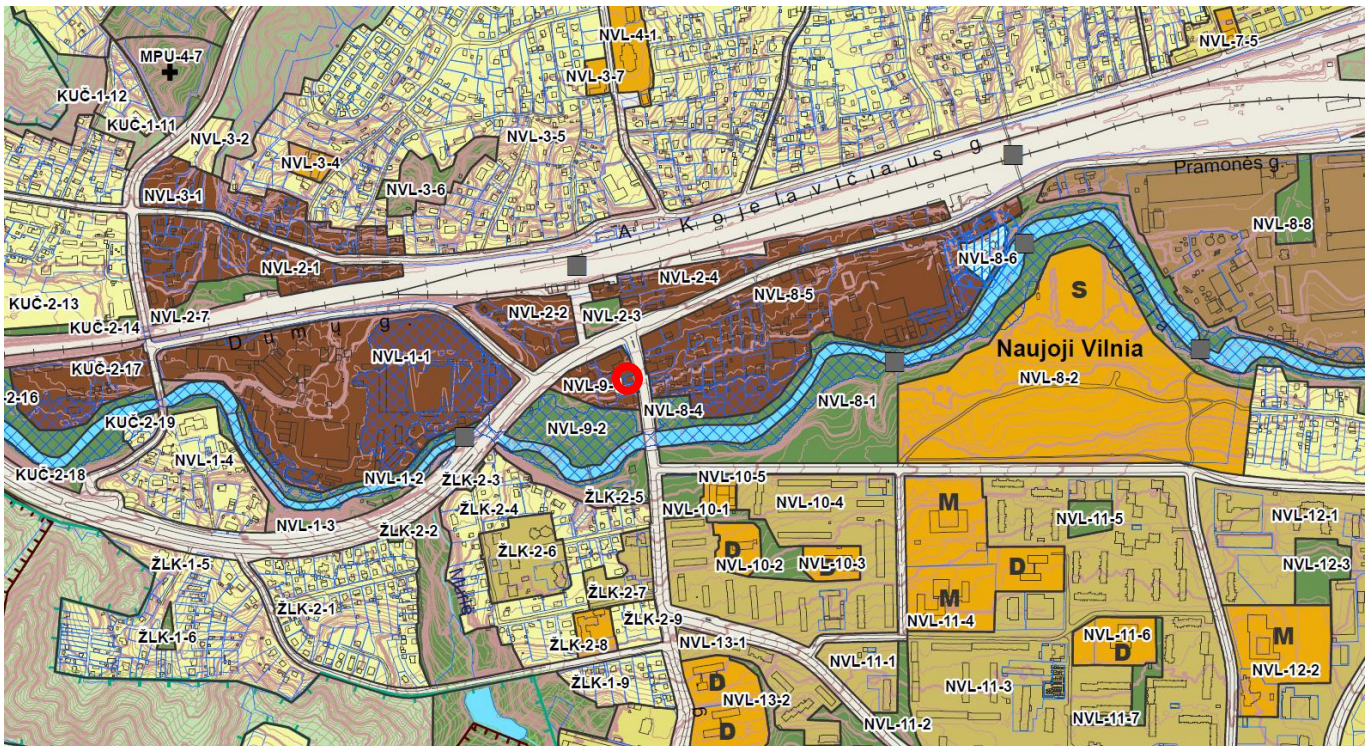 NVL-4-1
NVL-7-5
MPU-4-7
NVL-3-7
KUČ-1-12
KUČ-1-11
NVL-3-2
NVL-3-5
NVL-3-4
NVL-3-6
NVL-3-1
A. Kojelavičiaus g.
Pramonės g.
NVL-8-8
NVL-2-1
NVL-2-4
NVL-8-6
Vilnia
KUČ-2-13
NVL-2-7
NVL-8-5
S
KUČ-2-14
NVL-2-2
NVL-2-3
Dūmų g.
Naujoji Vilnia
NVL-1-1
KUČ-2-17
NVL-8-2
NVL-9-
2-16
NVL-8-1
NVL-8-4
KUČ-2-19
NVL-9-2
NVL-1-4
KUČ-2-18
NVL-1-2
ŽLK-2-3
NVL-10-5
ŽLK-2-5
NVL-10-4
M
ŽLK-2-4
NVL-10-1
NVL-11-5
NVL-12-1
NVL-1-3
ŽLK-2-2
D
ŽLK-2-6
NVL-10-2
NVL-10-3
D
D
NVL-12-3
ŽLK-1-5
Murlė
ŽLK-2-7
M
ŽLK-2-1
NVL-11-4
ŽLK-2-9
NVL-11-6
M
ŽLK-1-6
ŽLK-2-8
NVL-13-1
D
NVL-11-1
NVL-12-2
ŽLK-1-9
D
NVL-11-3
NVL-13-2
g
NVL-11-2
NVL-11-7
D